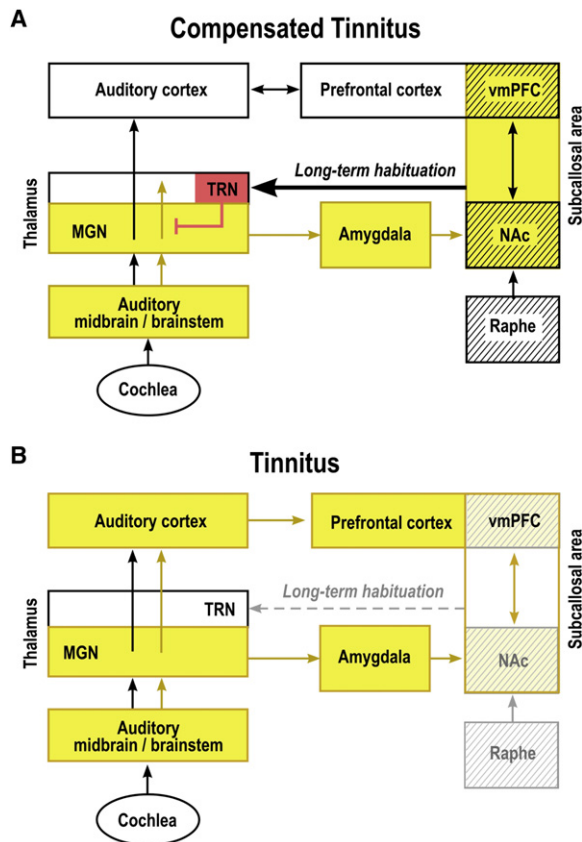 A
Compensated Tinnitus
Auditory cortex
Prefrontal cortex
vmPFC
Subcallosal area
Long-term habituation
Thalamus
TRN
MGN
Amygdala
NAc
Auditory
midbrain / brainstem
Raphe
Cochlea
B
Tinnitus
Auditory cortex
Prefrontal cortex
vmPFC
Subcallosal area
Long-term habituation
Thalamus
TRN
MGN
Amygdala
NAc
Auditory
midbrain / brainstem
Raphe
Cochlea